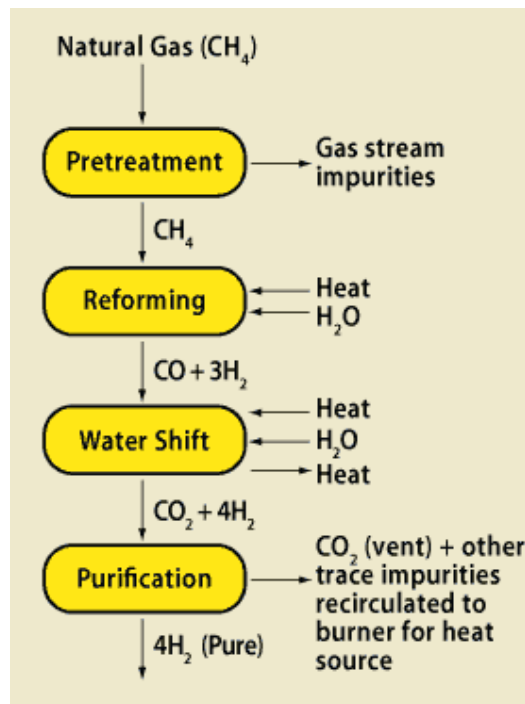 Natural Gas (CH₄)
Pretreatment
Gas stream
impurities
CH₄
Reforming
Heat
H₂O
CO + 3H₂
Water Shift
Heat
H₂O
Heat
CO₂ + 4H₂
Purification
CO₂ (vent) + other
trace impurities
recirculated to
burner for heat
source
4H₂ (Pure)